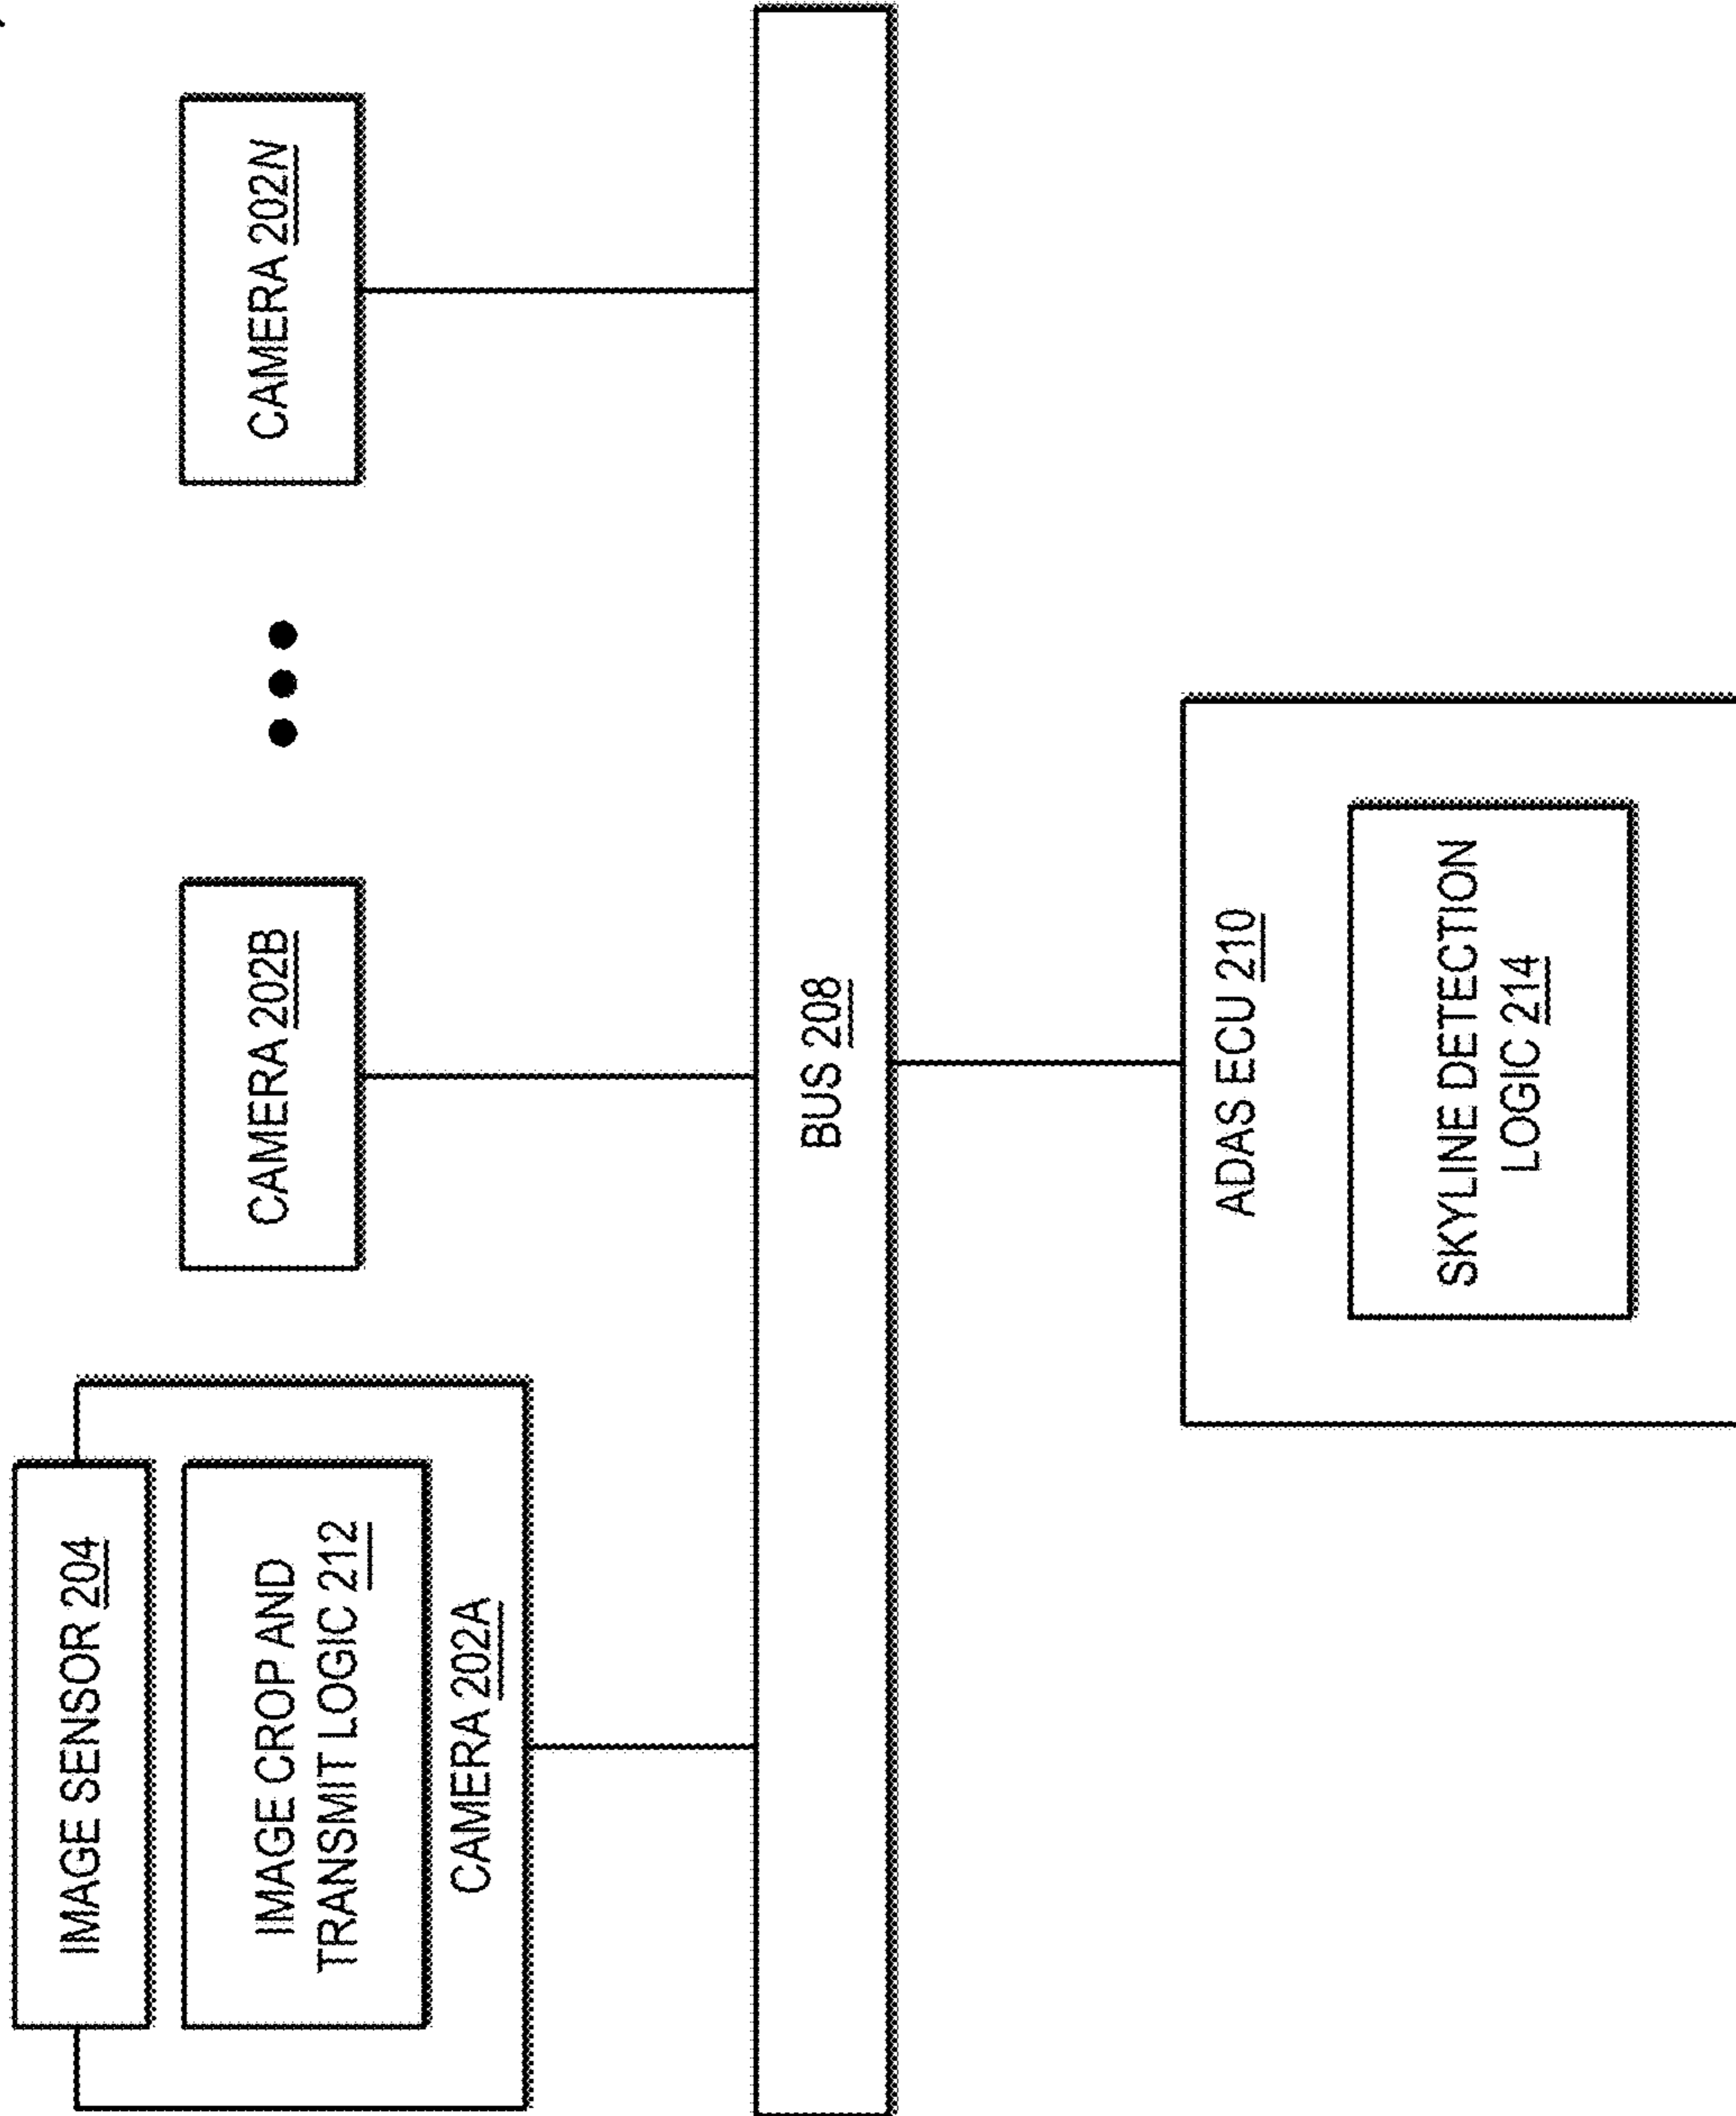 IMAGE SENSOR 204
IMAGE CROP AND
TRANSMIT LOGIC 212
CAMERA 202A
CAMERA 202B
CAMERA 202N
BUS 208
ADAS ECU 210
SKYLINE DETECTION
LOGIC 214